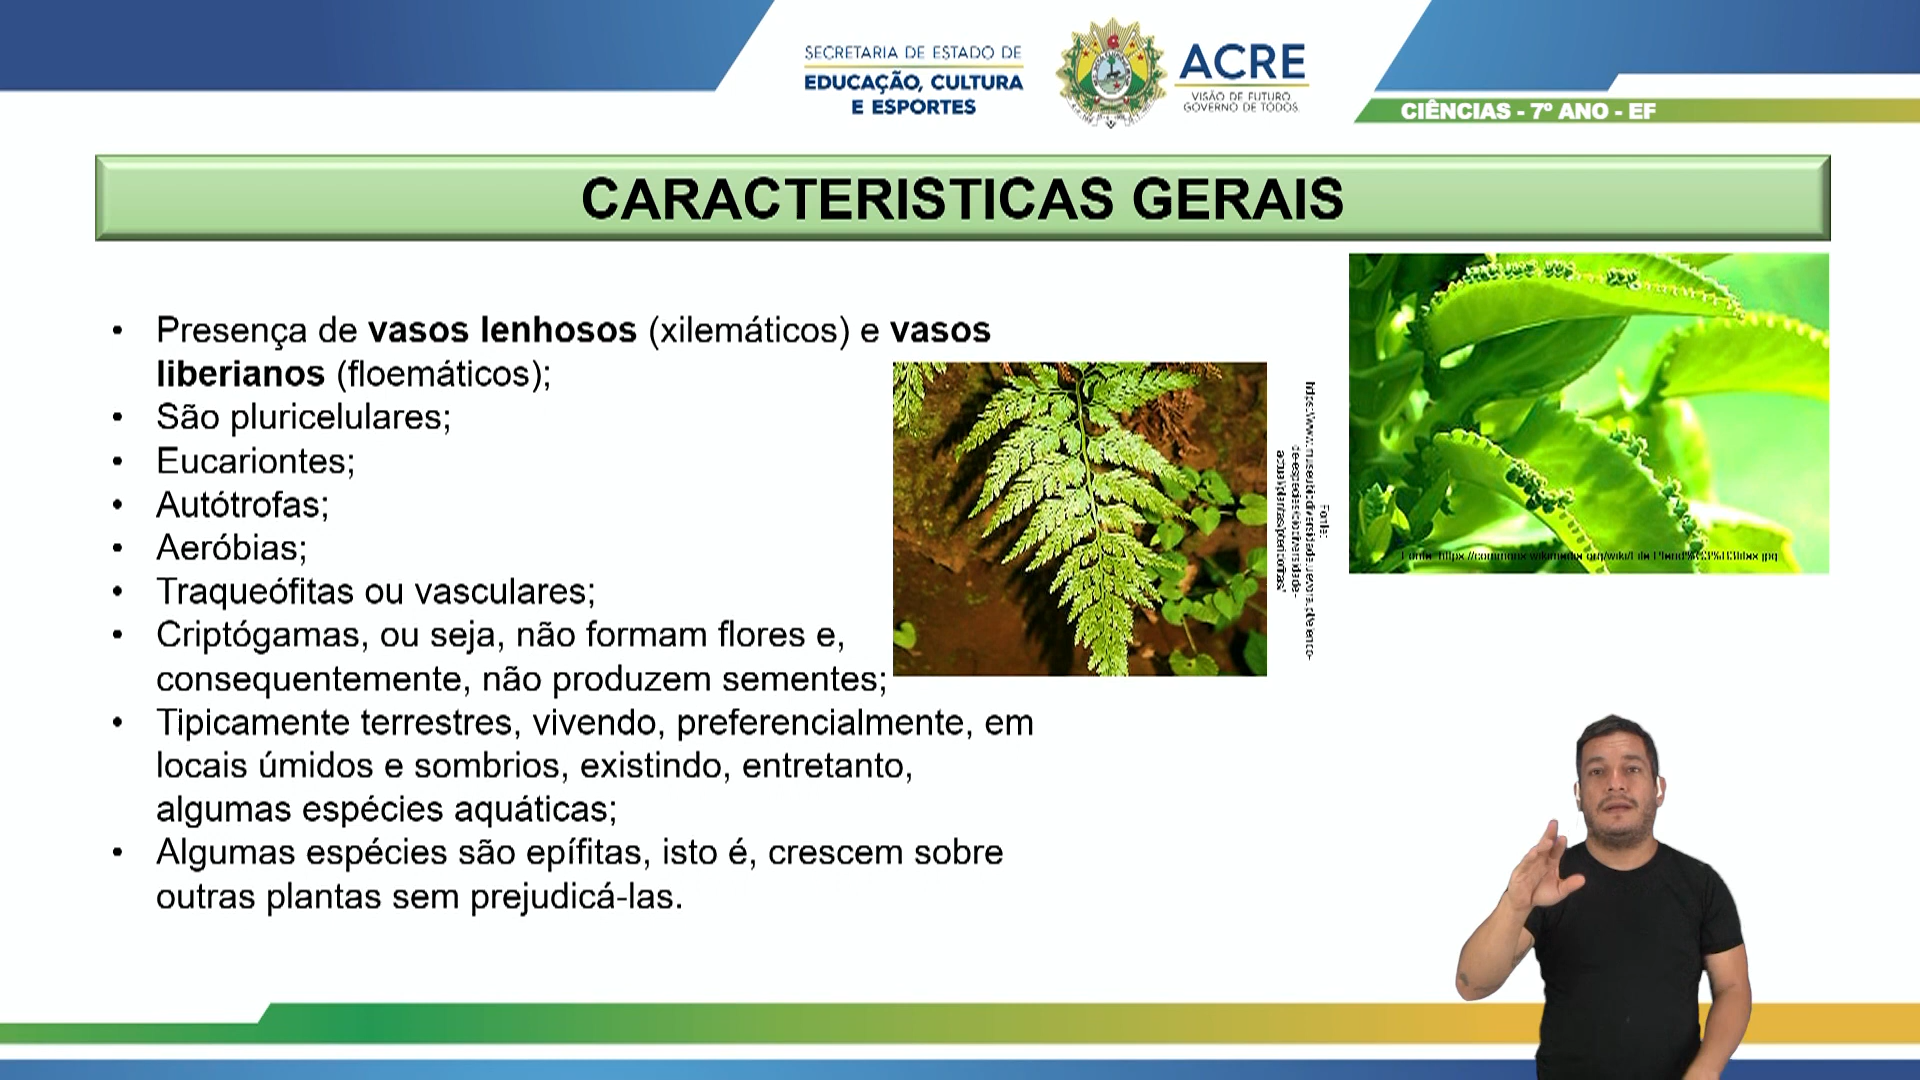 SECRETARIA DE ESTADO DE
EDUCAÇÃO, CULTURA
E ESPORTES
ACRE
VISÃO DE FUTURO.
GOVERNO DE TODOS.
CIÊNCIAS - 7º ANO - EF
CARACTERISTICAS GERAIS
• Presença de vasos lenhosos (xilemáticos) e vasos
liberianos (floemáticos);
• São pluricelulares;
• Eucariontes;
• Autótrofas;
• Aeróbias;
• Traqueófitas ou vasculares;
• Criptógamas, ou seja, não formam flores e,
consequentemente, não produzem sementes;
• Tipicamente terrestres, vivendo, preferencialmente, em
locais úmidos e sombrios, existindo, entretanto,
algumas espécies aquáticas;
• Algumas espécies são epífitas, isto é, crescem sobre
outras plantas sem prejudicá-las.
Fonte: